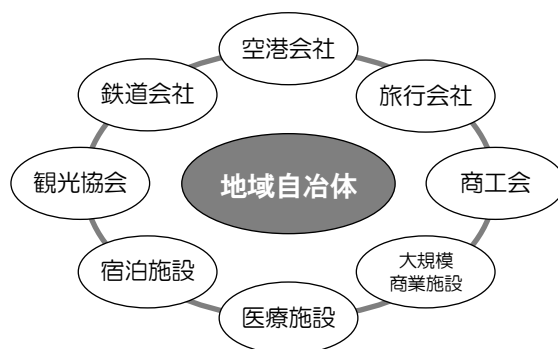 空港会社
鉄道会社
旅行会社
観光協会
地域自治体
商工会
宿泊施設
大規模
商業施設
医療施設